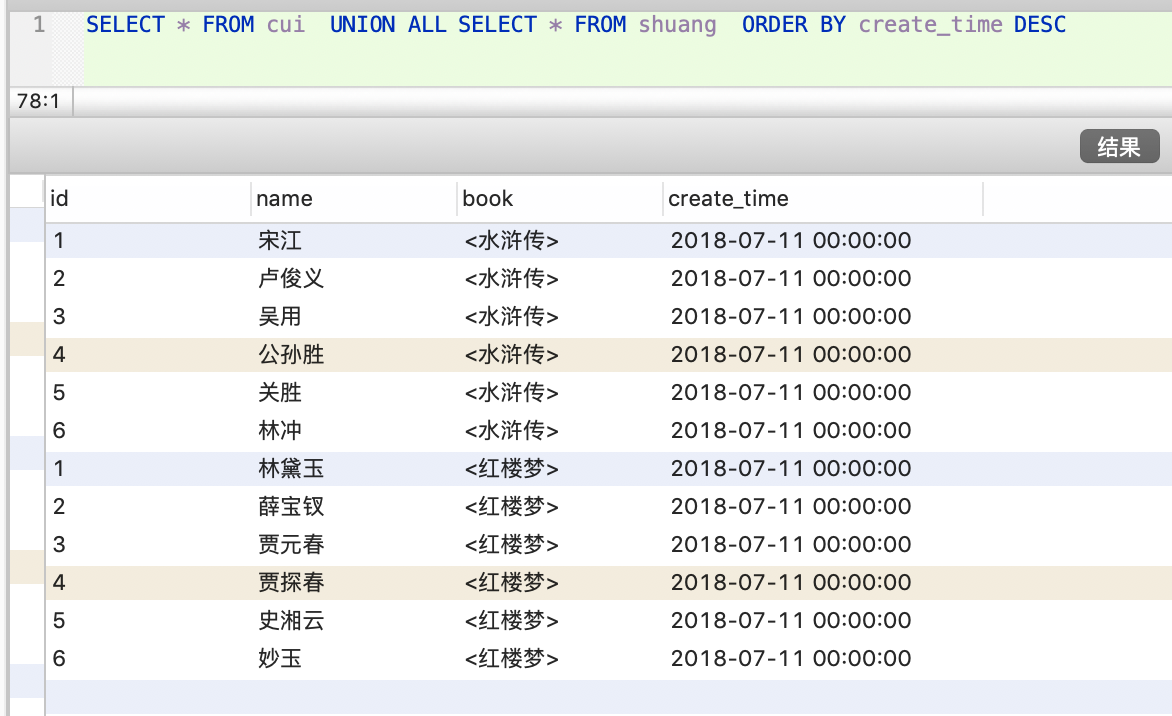 1 SELECT * FROM cui  UNION ALL SELECT * FROM shuang  ORDER BY create_time DESC
78:1
结果
id name book create_time
1 宋江 <水浒传> 2018-07-11 00:00:00
2 卢俊义 <水浒传> 2018-07-11 00:00:00
3 吴用 <水浒传> 2018-07-11 00:00:00
4 公孙胜 <水浒传> 2018-07-11 00:00:00
5 关胜 <水浒传> 2018-07-11 00:00:00
6 林冲 <水浒传> 2018-07-11 00:00:00
1 林黛玉 <红楼梦> 2018-07-11 00:00:00
2 薛宝钗 <红楼梦> 2018-07-11 00:00:00
3 贾元春 <红楼梦> 2018-07-11 00:00:00
4 贾探春 <红楼梦> 2018-07-11 00:00:00
5 史湘云 <红楼梦> 2018-07-11 00:00:00
6 妙玉 <红楼梦> 2018-07-11 00:00:00